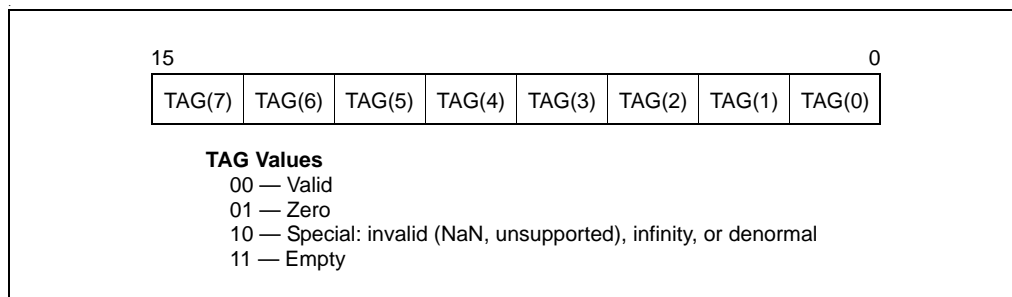 15 0
TAG(7) TAG(6) TAG(5) TAG(4) TAG(3) TAG(2) TAG(1) TAG(0)
TAG Values
00 — Valid
01 — Zero
10 — Special: invalid (NaN, unsupported), infinity, or denormal
11 — Empty